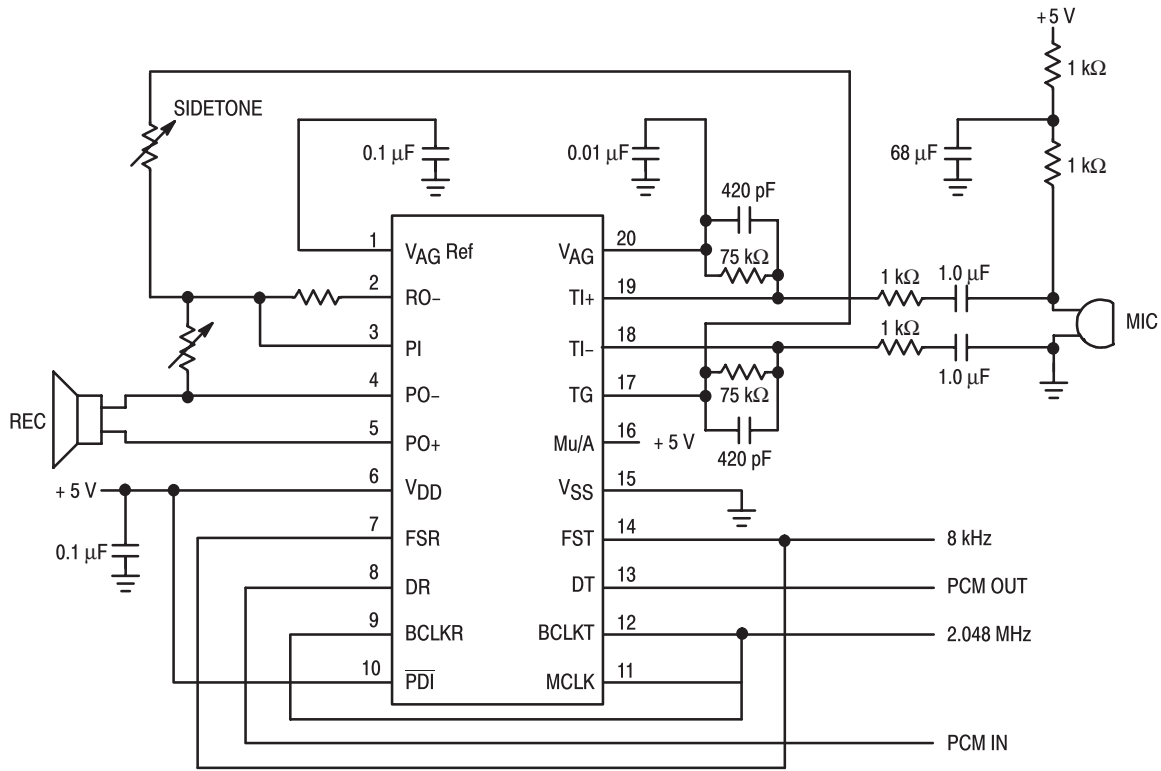 +5 V
1 kΩ
SIDETONE
0.1 µF
0.01 µF
68 µF
1 kΩ
420 pF
1
VAG Ref
VAG
20
75 kΩ
1 kΩ
1.0 µF
2
RO–
TI+
19
MIC
3
PI
TI–
18
1 kΩ
1.0 µF
4
PO–
TG
17
75 kΩ
REC
5
PO+
Mu/A
16
+ 5 V
420 pF
+ 5 V
6
VDD
VSS
15
7
FSR
FST
14
8 kHz
0.1 µF
8
DR
DT
13
PCM OUT
9
BCLKR
BCLKT
12
2.048 MHz
10
PDI
MCLK
11
PCM IN